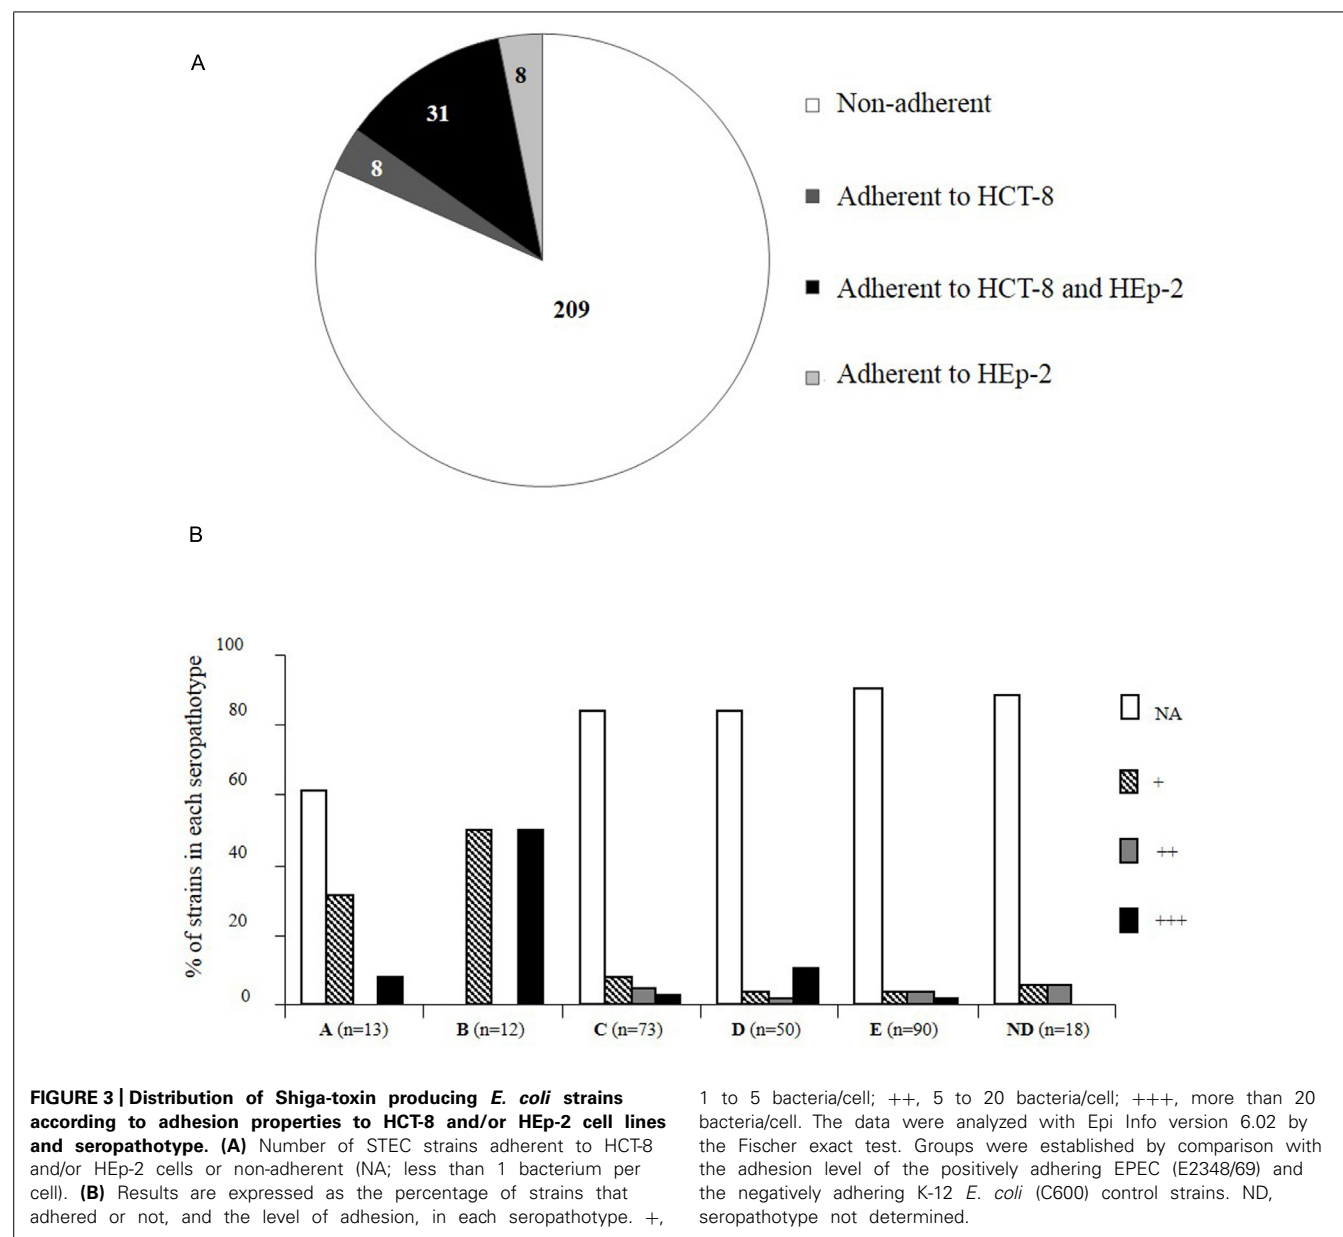 A
8
31
8
209
Non-adherent
Adherent to HCT-8
Adherent to HCT-8 and HEp-2
Adherent to HEp-2
B
% of strains in each seropathotype
100
80
60
40
20
0
A (n=13)
B (n=12)
C (n=73)
D (n=50)
E (n=90)
ND (n=18)
NA
+
++
+++
FIGURE 3 | Distribution of Shiga-toxin producing E. coli strains
according to adhesion properties to HCT-8 and/or HEp-2 cell lines
and seropathotype. (A) Number of STEC strains adherent to HCT-8
and/or HEp-2 cells or non-adherent (NA; less than 1 bacterium per
cell). (B) Results are expressed as the percentage of strains that
adhered or not, and the level of adhesion, in each seropathotype. +,
1 to 5 bacteria/cell; ++, 5 to 20 bacteria/cell; +++, more than 20
bacteria/cell. The data were analyzed with Epi Info version 6.02 by
the Fischer exact test. Groups were established by comparison with
the adhesion level of the positively adhering EPEC (E2348/69) and
the negatively adhering K-12 E. coli (C600) control strains. ND,
seropathotype not determined.